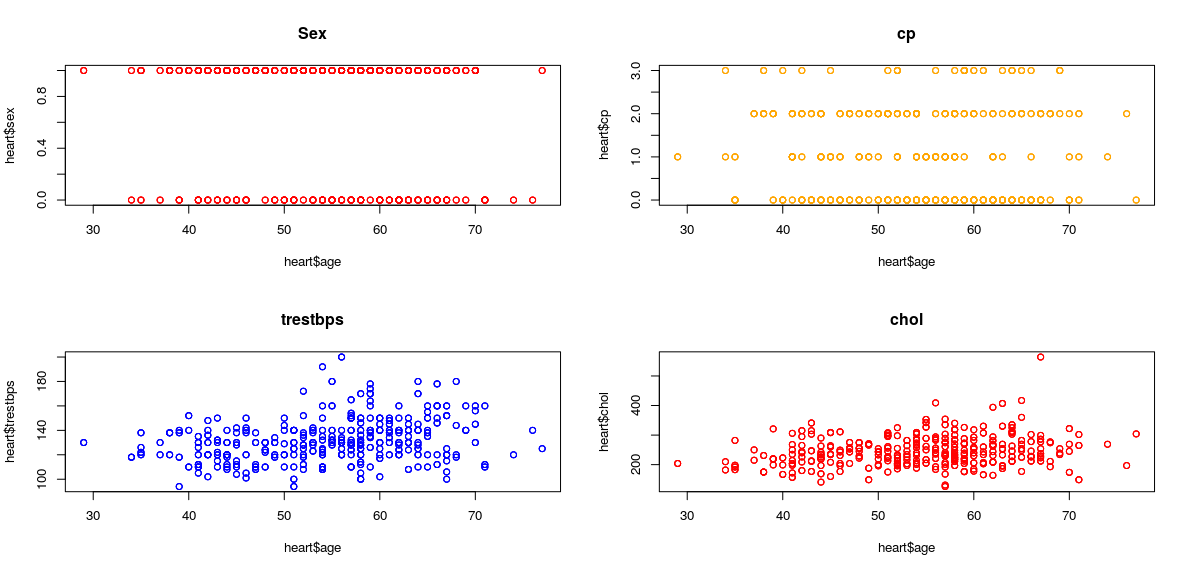 Sex
heart$sex
0.0 0.4 0.8
30 40 50 60 70
heart$age
cp
heart$cp
0.0 1.0 2.0 3.0
30 40 50 60 70
heart$age
trestbps
heart$trestbps
100 140 180
30 40 50 60 70
heart$age
chol
heart$chol
200 400
30 40 50 60 70
heart$age